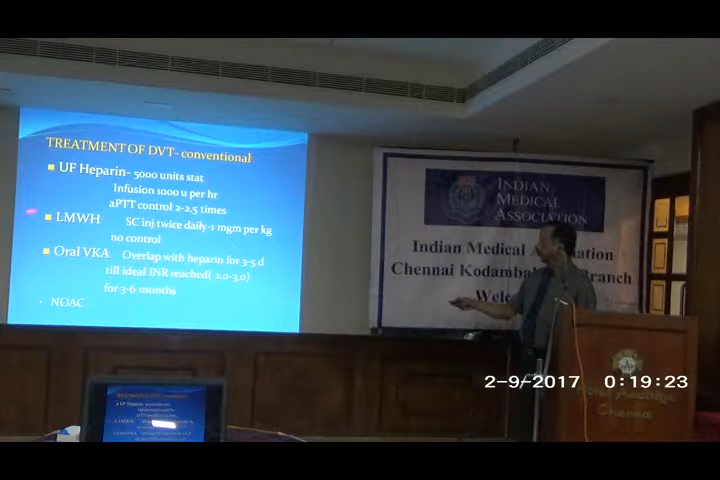 TREATMENT OF DVT- conventional
UF Heparin- 5000 units stat
Infusion 1000 u per hr
aPTT control 2-2.5 times
LMWH SC inj twice daily-1 mgm per kg
no control
Oral VKA Overlap with heparin for 3-5 d
till ideal INR reached( 2.0-3.0)
for 3-6 months
NOAC
INDIAN
MEDICAL
ASSOCIATION
Indian Medical
Chennai
Branch
2-9-2017 0:19:23
Chennai